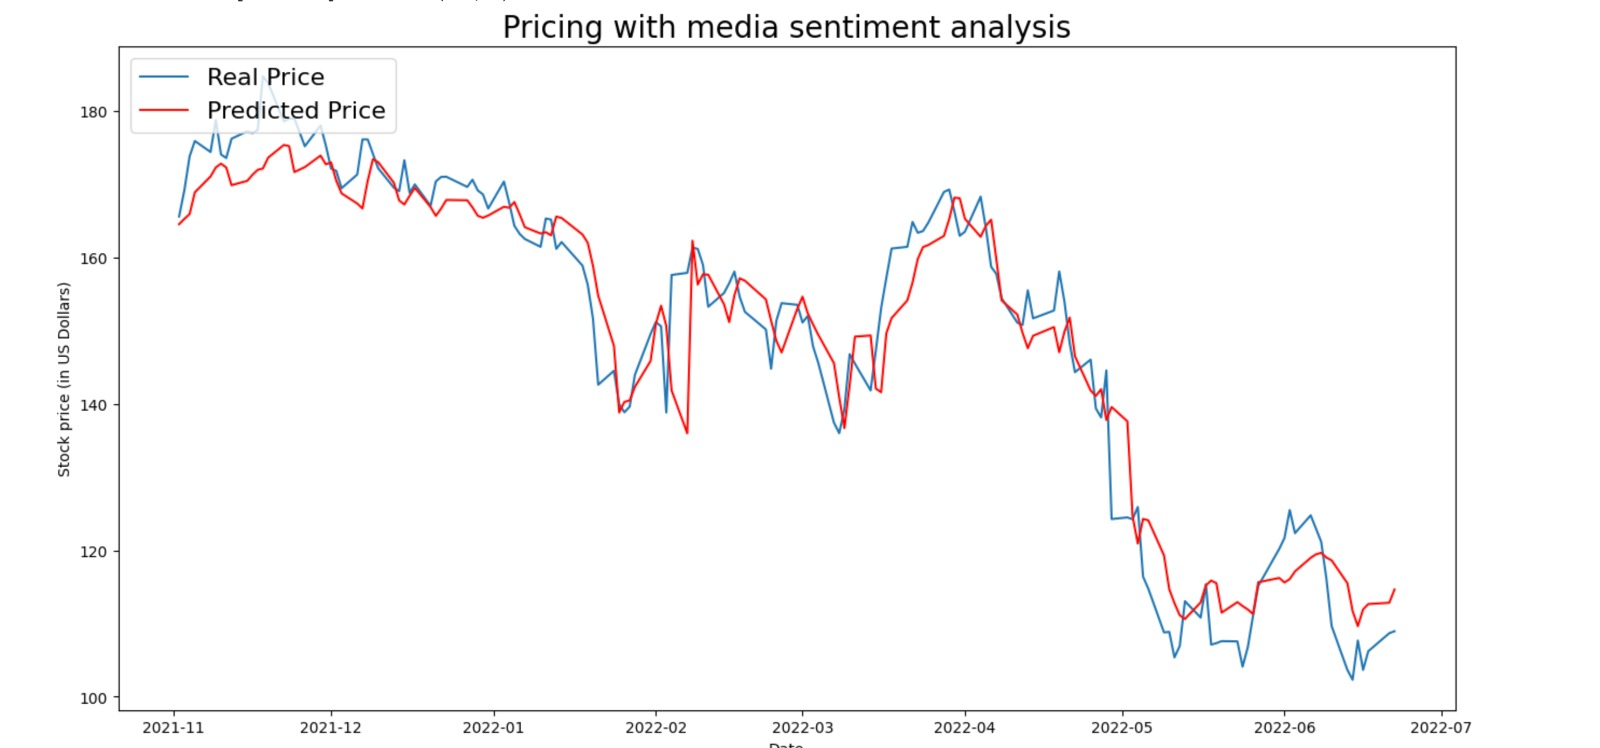 Pricing with media sentiment analysis
Real Price
Predicted Price
Stock price (in US Dollars)
180
160
140
120
100
2021-11
2021-12
2022-01
2022-02
2022-03
2022-04
2022-05
2022-06
2022-07
Date